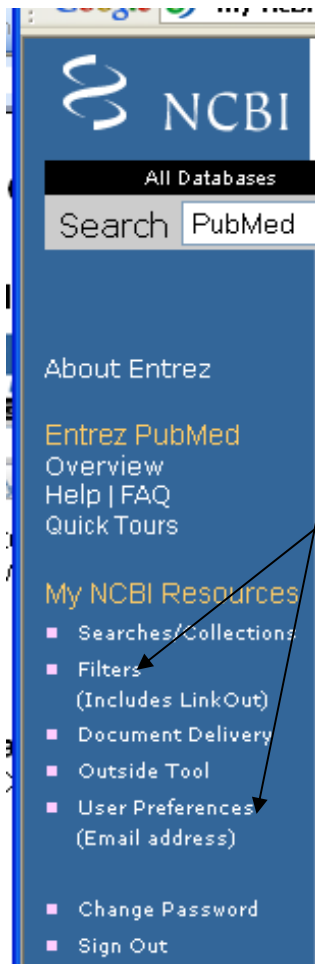 NCBI
All Databases
Search PubMed
About Entrez
Entrez PubMed
Overview
Help | FAQ
Quick Tours
My NCBI Resources
Searches/Collections
Filters
(Includes LinkOut)
Document Delivery
Outside Tool
User Preferences
(Email address)
Change Password
Sign Out